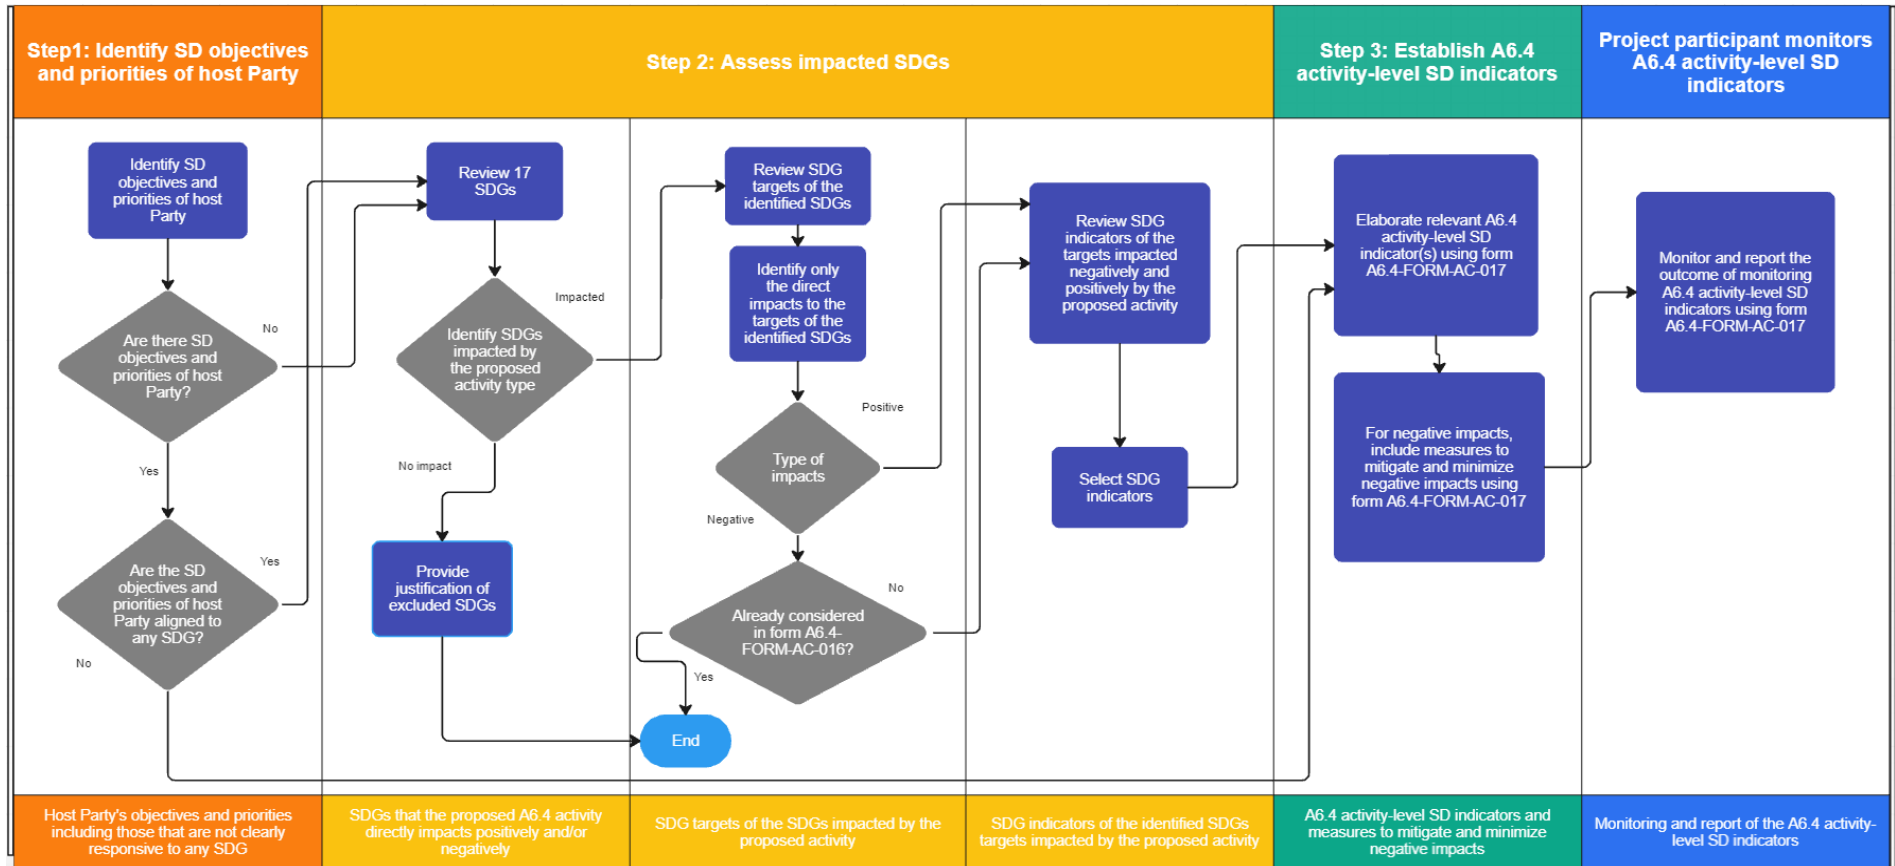 Step1: Identify SD objectives
and priorities of host Party
Step 2: Assess impacted SDGs
Step 3: Establish A6.4
activity-level SD indicators
Project participant monitors
A6.4 activity-level SD
indicators
Identify SD
objectives and
priorities of host
Party
Are there SD
objectives and
priorities of host
Party?
No
Yes
Are the SD
objectives and
priorities of host
Party aligned to
any SDG?
Yes
No
Review 17
SDGs
Identify SDGs
impacted by
the proposed
activity type
Impacted
No impact
Provide
justification of
excluded SDGs
Review SDG
targets of the
identified SDGs
Identify only
the direct
impacts to the
targets of the
identified SDGs
Type of
impacts
Positive
Negative
Already considered
in form A6.4-
FORM-AC-016?
No
Yes
End
Review SDG
indicators of the
targets impacted
negatively and
positively by the
proposed activity
Select SDG
indicators
Elaborate relevant A6.4
activity-level SD
indicator(s) using form
A6.4-FORM-AC-017
For negative impacts,
include measures to
mitigate and minimize
negative impacts using
form A6.4-FORM-AC-017
Monitor and report the
outcome of monitoring
A6.4 activity-level SD
indicators using form
A6.4-FORM-AC-017
Host Party's objectives and priorities
including those that are not clearly
responsive to any SDG
SDGs that the proposed A6.4 activity
directly impacts positively and/or
negatively
SDG targets of the SDGs impacted by the
proposed activity
SDG indicators of the identified SDGs
targets impacted by the proposed activity
A6.4 activity-level SD indicators and
measures to mitigate and minimize
negative impacts
Monitoring and report of the A6.4 activity-
level SD indicators